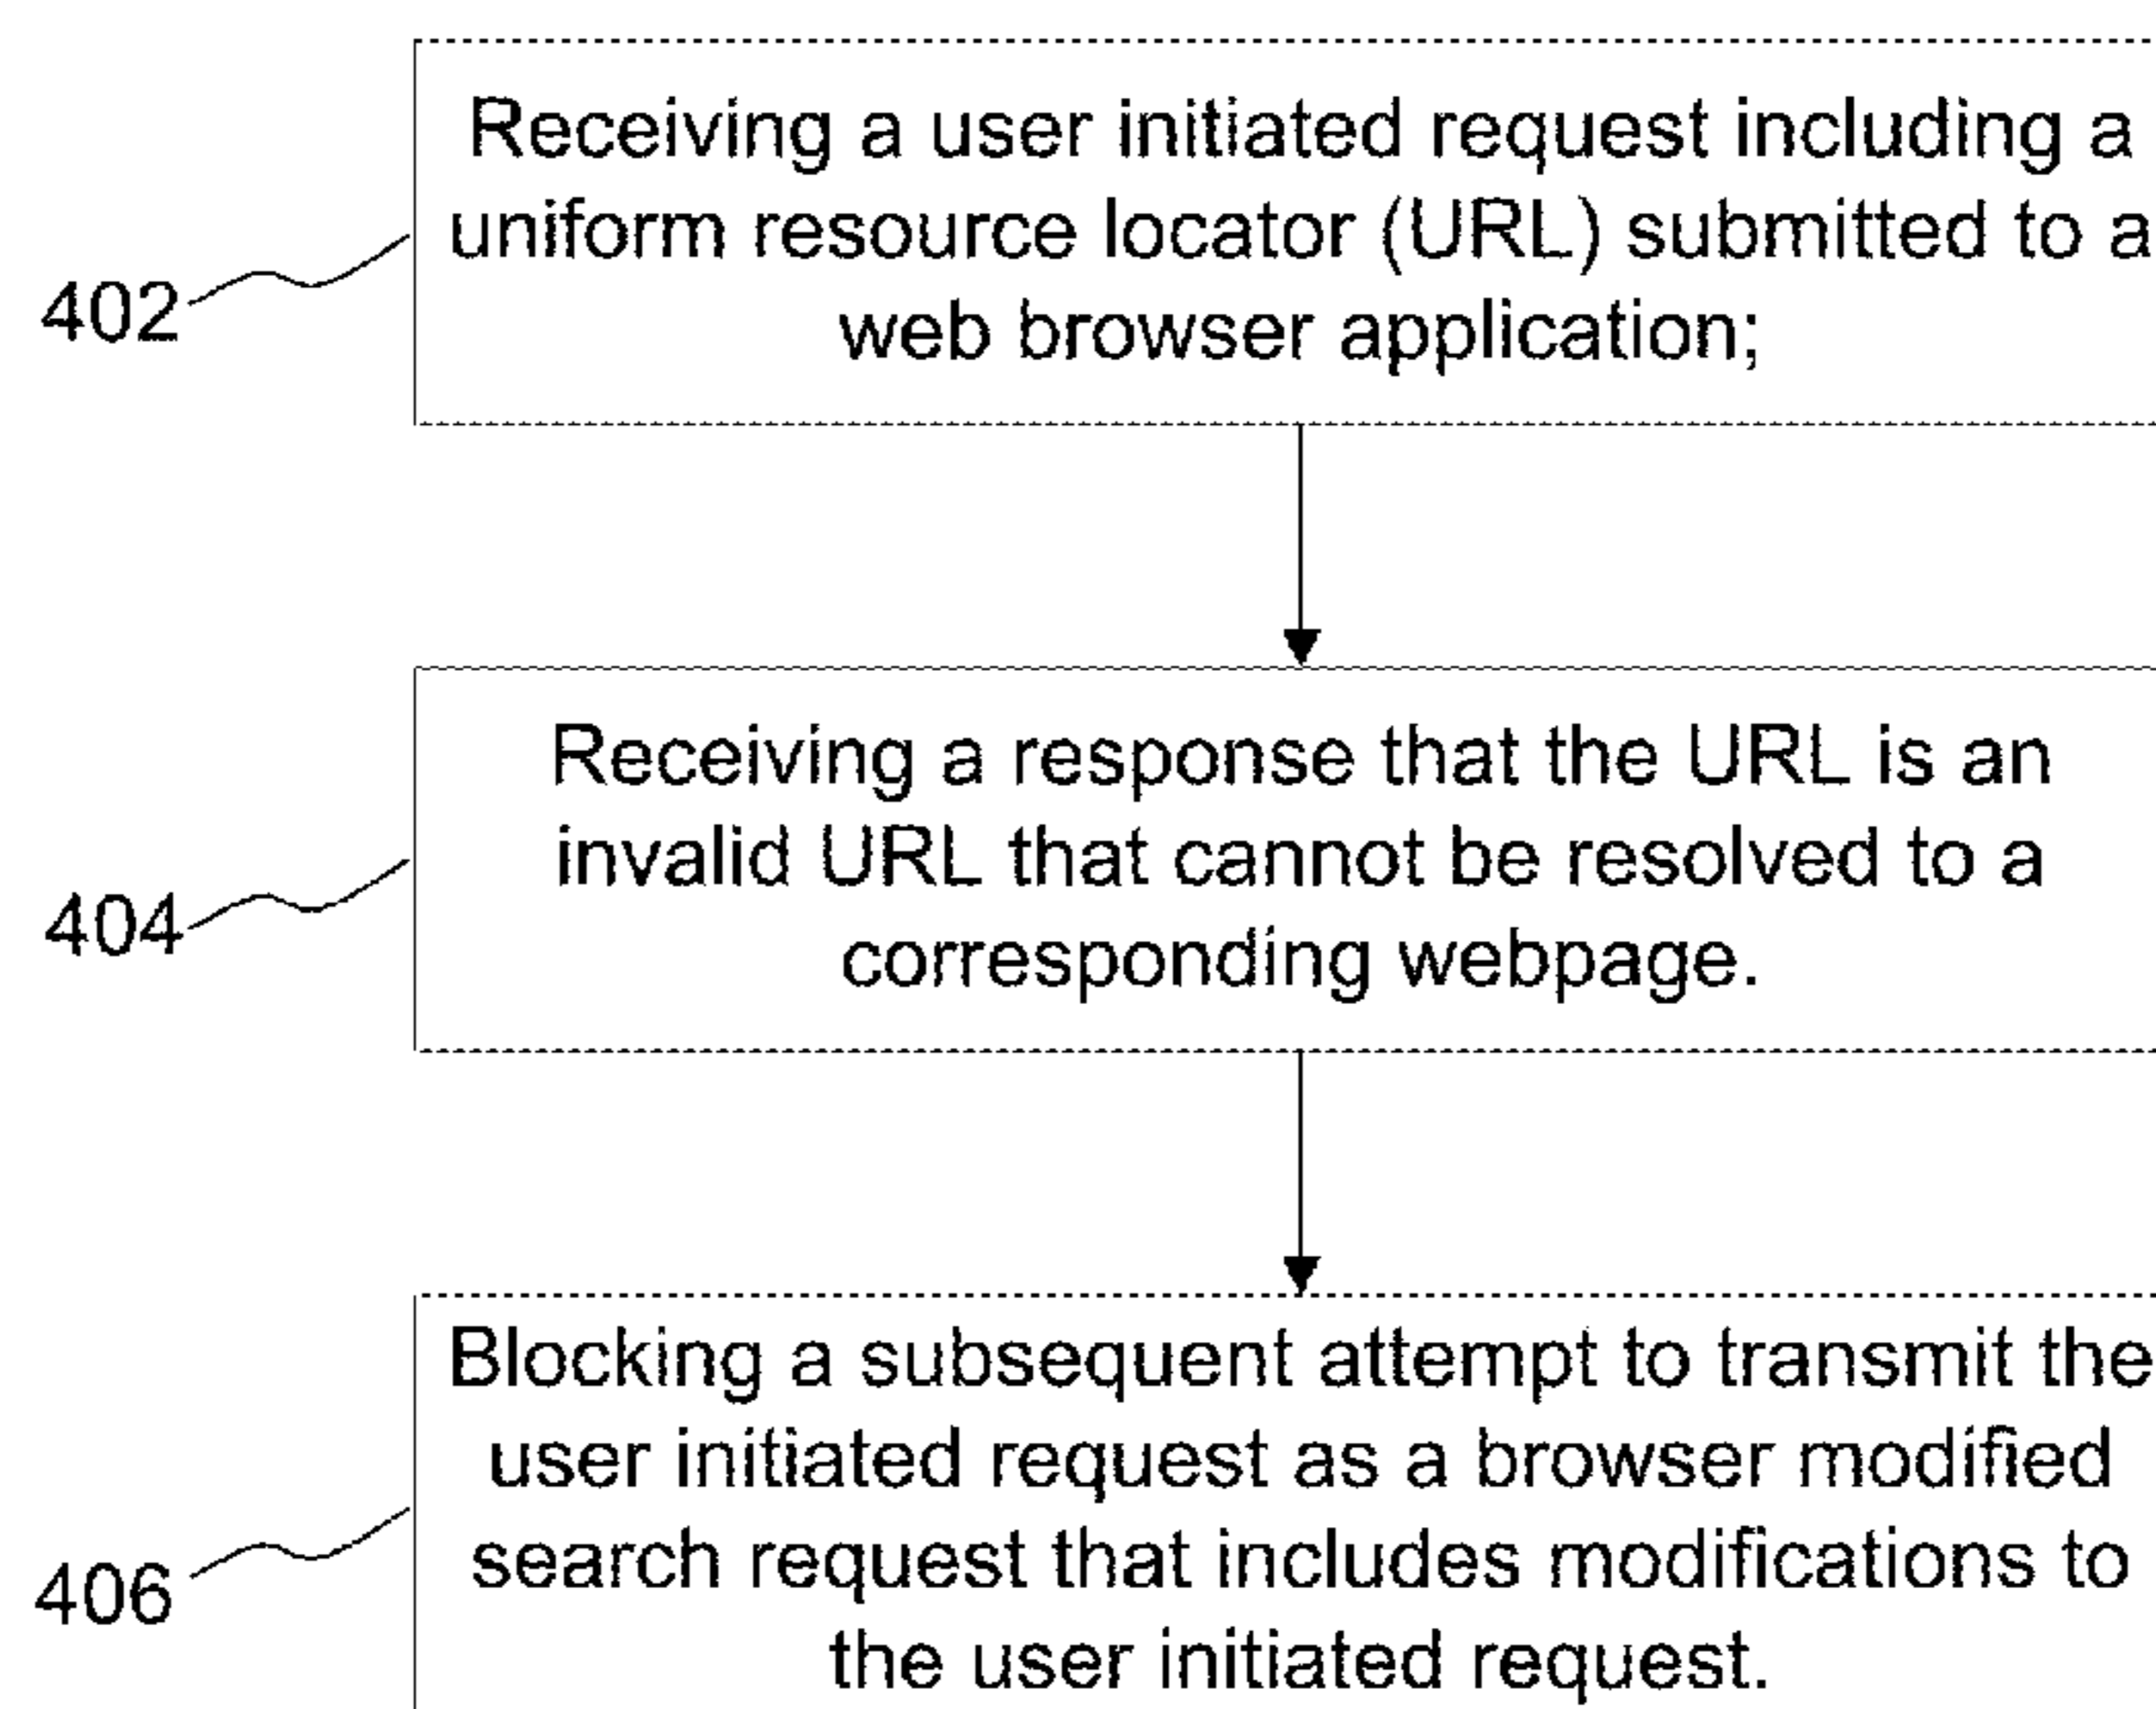 Receiving a user initiated request including a
uniform resource locator (URL) submitted to a
web browser application;
402
Receiving a response that the URL is an
invalid URL that cannot be resolved to a
corresponding webpage.
404
Blocking a subsequent attempt to transmit the
user initiated request as a browser modified
search request that includes modifications to
the user initiated request.
406